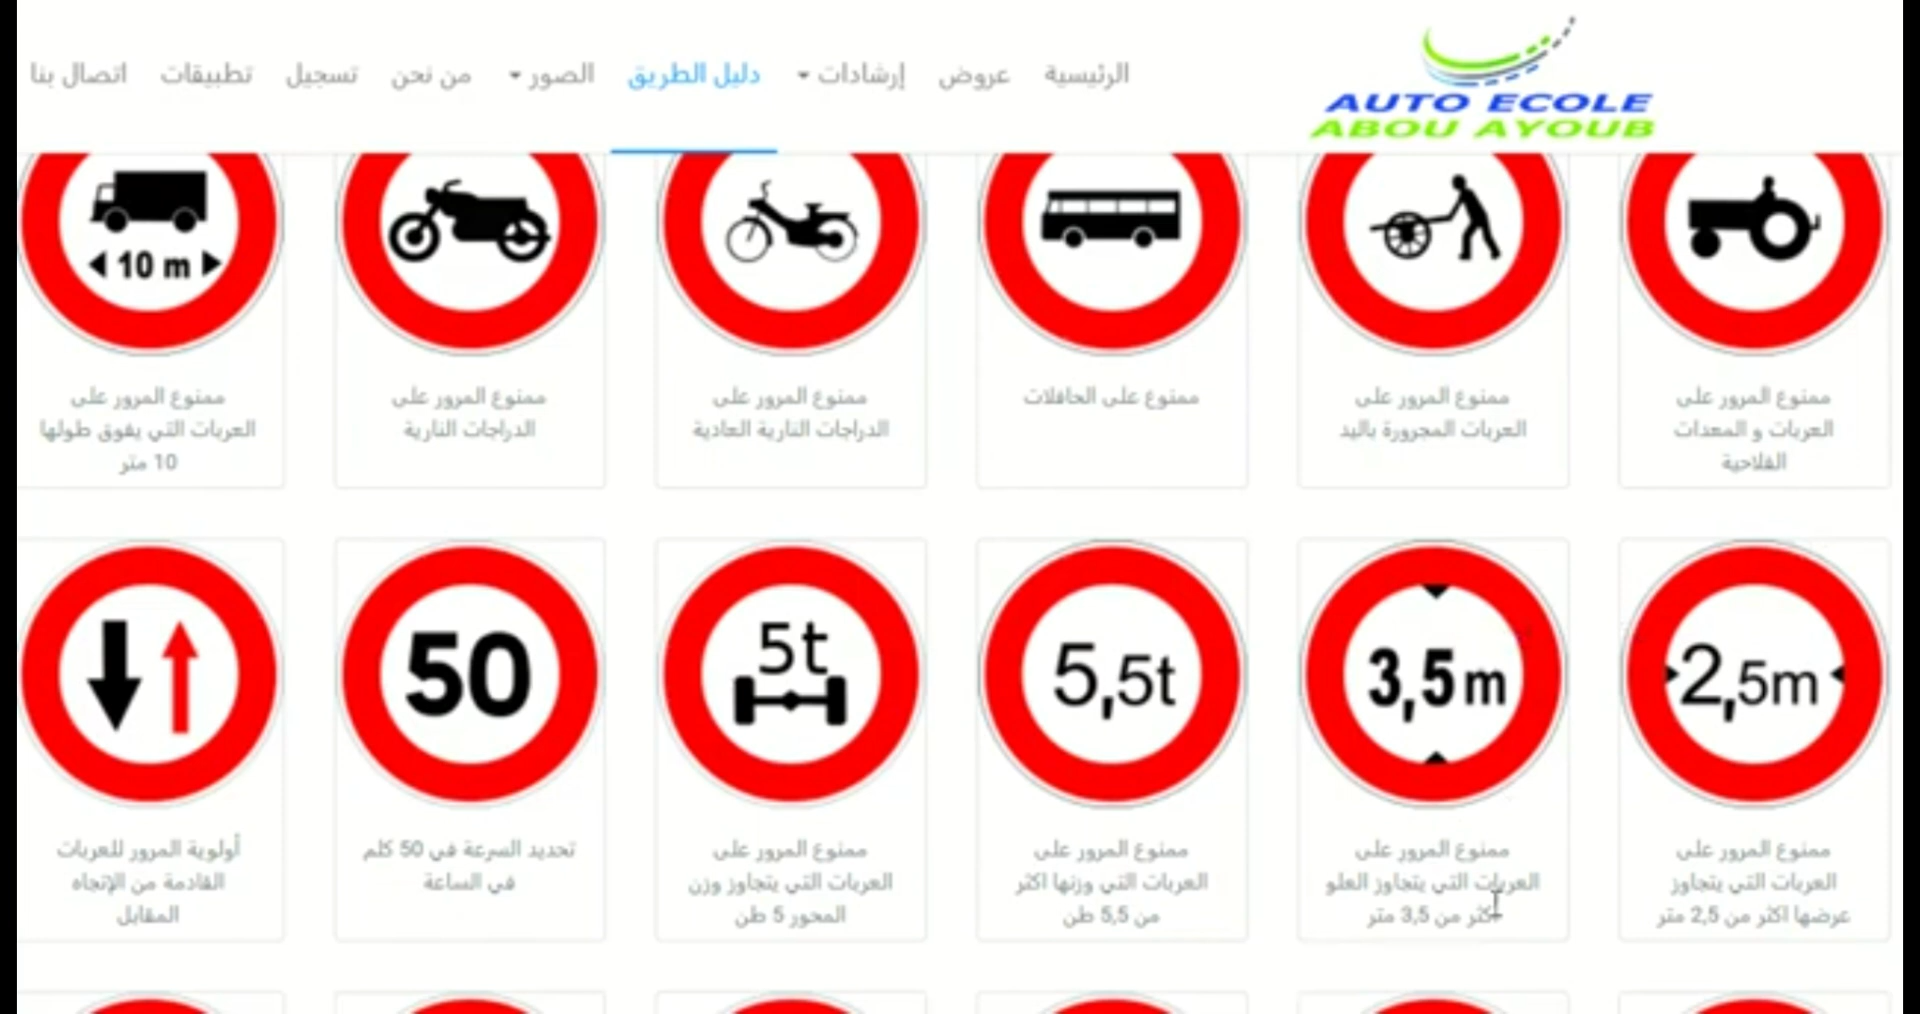 AUTO ECOLE
ABOU AYOUB
الرئيسية
عروض
إرشادات
دليل الطريق
الصور
من نحن
تسجيل
تطبيقات
اتصال بنا
ممنوع المرور على
العربات و المعدات
الفلاحية
ممنوع المرور على
العربات المجرورة باليد
ممنوع على الحافلات
ممنوع المرور على
الدراجات النارية العادية
ممنوع المرور على
الدراجات النارية
10 m
ممنوع المرور على
العربات التي يفوق طولها
10 متر
2,5m
ممنوع المرور على
العربات التي يتجاوز
عرضها اكثر من 2,5 متر
3,5 m
ممنوع المرور على
العربات التي يتجاوز العلو
أكثر من 3,5 متر
5,5t
ممنوع المرور على
العربات التي وزنها اكثر
من 5,5 طن
5t
ممنوع المرور على
العربات التي يتجاوز وزن
المحور 5 طن
50
تحديد السرعة في 50 كلم
في الساعة
أولوية المرور للعربات
القادمة من الإتجاه
المقابل